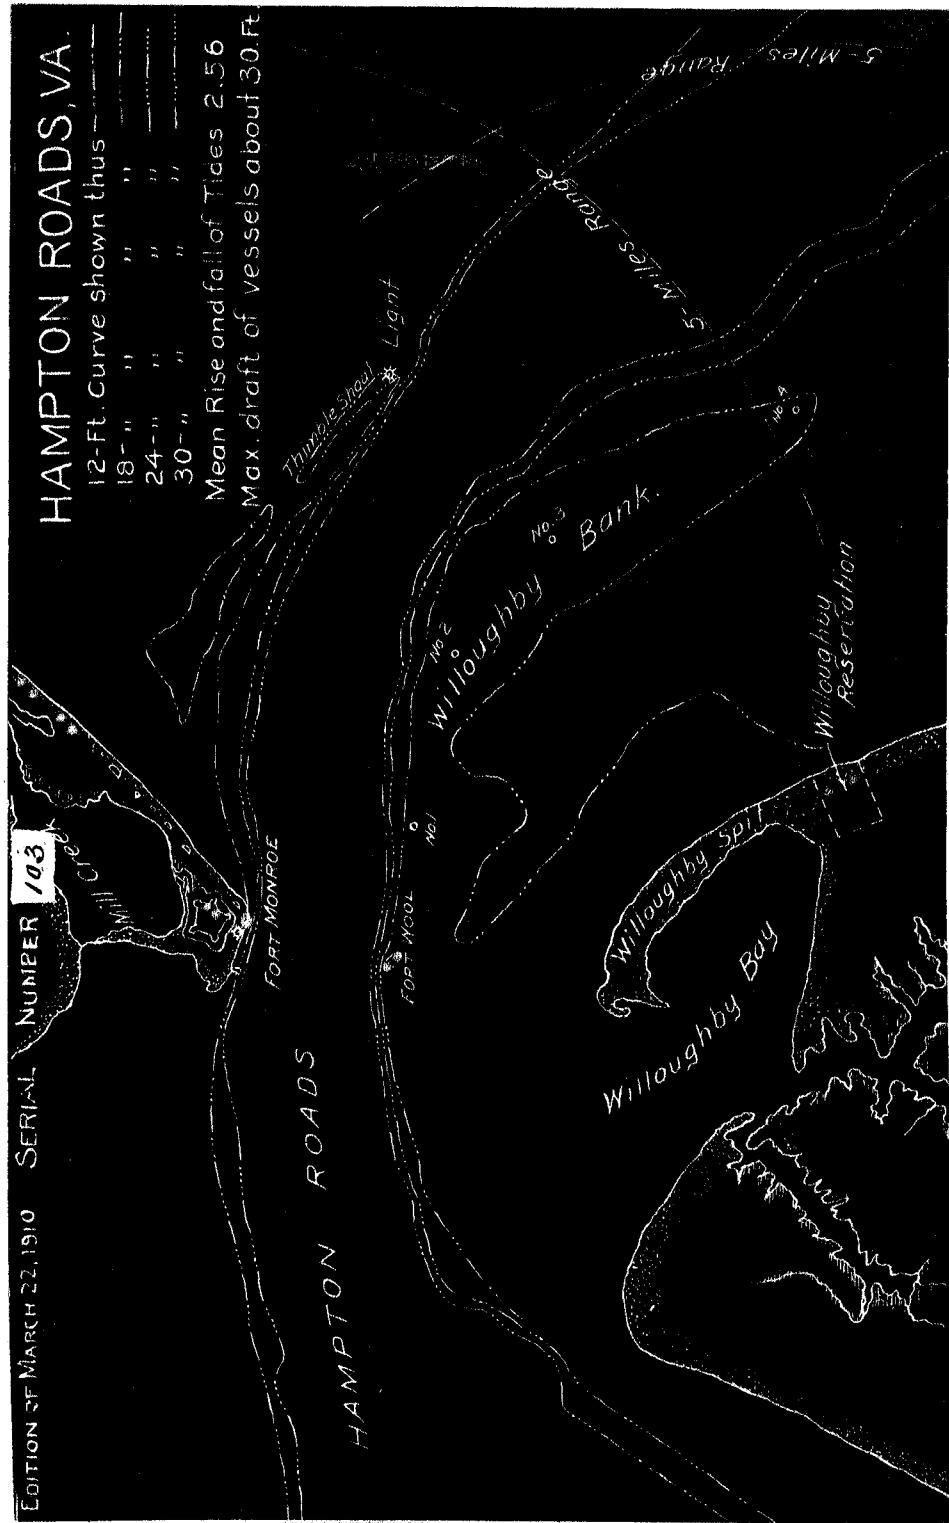 EDITION OF MARCH 22, 1910 SERIAL NUMBER 103
HAMPTON ROADS, VA.
12-Ft. Curve shown thus
18- " " "
24- " " "
30- " " "
Mean Rise and fall of Tides 2.56
Max. draft of vessels about 30 Ft
Mill Creek
Thimble Shoal
Light
5-Miles Range
5-Miles Range
FORT MONROE
HAMPTON ROADS
FORT WOOL
No.1
No.2
No.3
No.4
Willoughby Bank.
Willoughby Spit
Willoughby Bay
Willoughby
Reservation